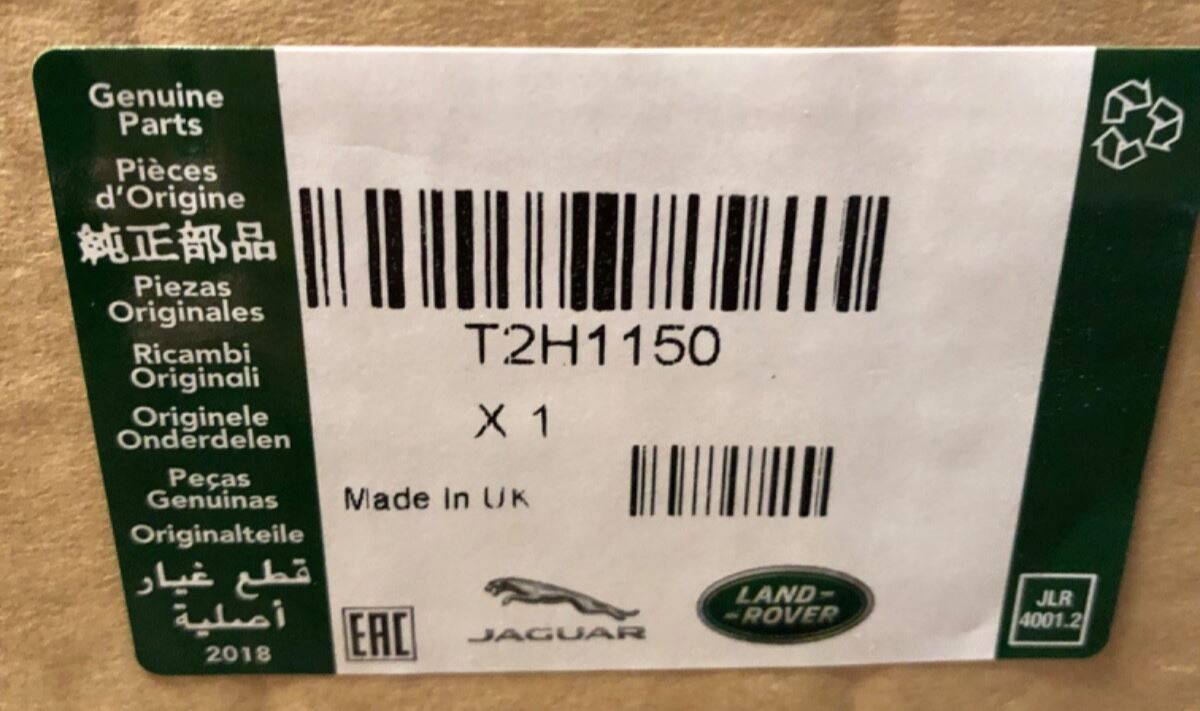 Genuine
Parts
Pièces
d'Origine
純正部品
Piezas
Originales
Ricambi
Originali
Originele
Onderdelen
Peças
Genuinas
Originalteile
قطع غيار
أصلية
2018
T2H1150
X 1
Made In UK
EAC
JAGUAR
LAND-
-ROVER
JLR
4001.2